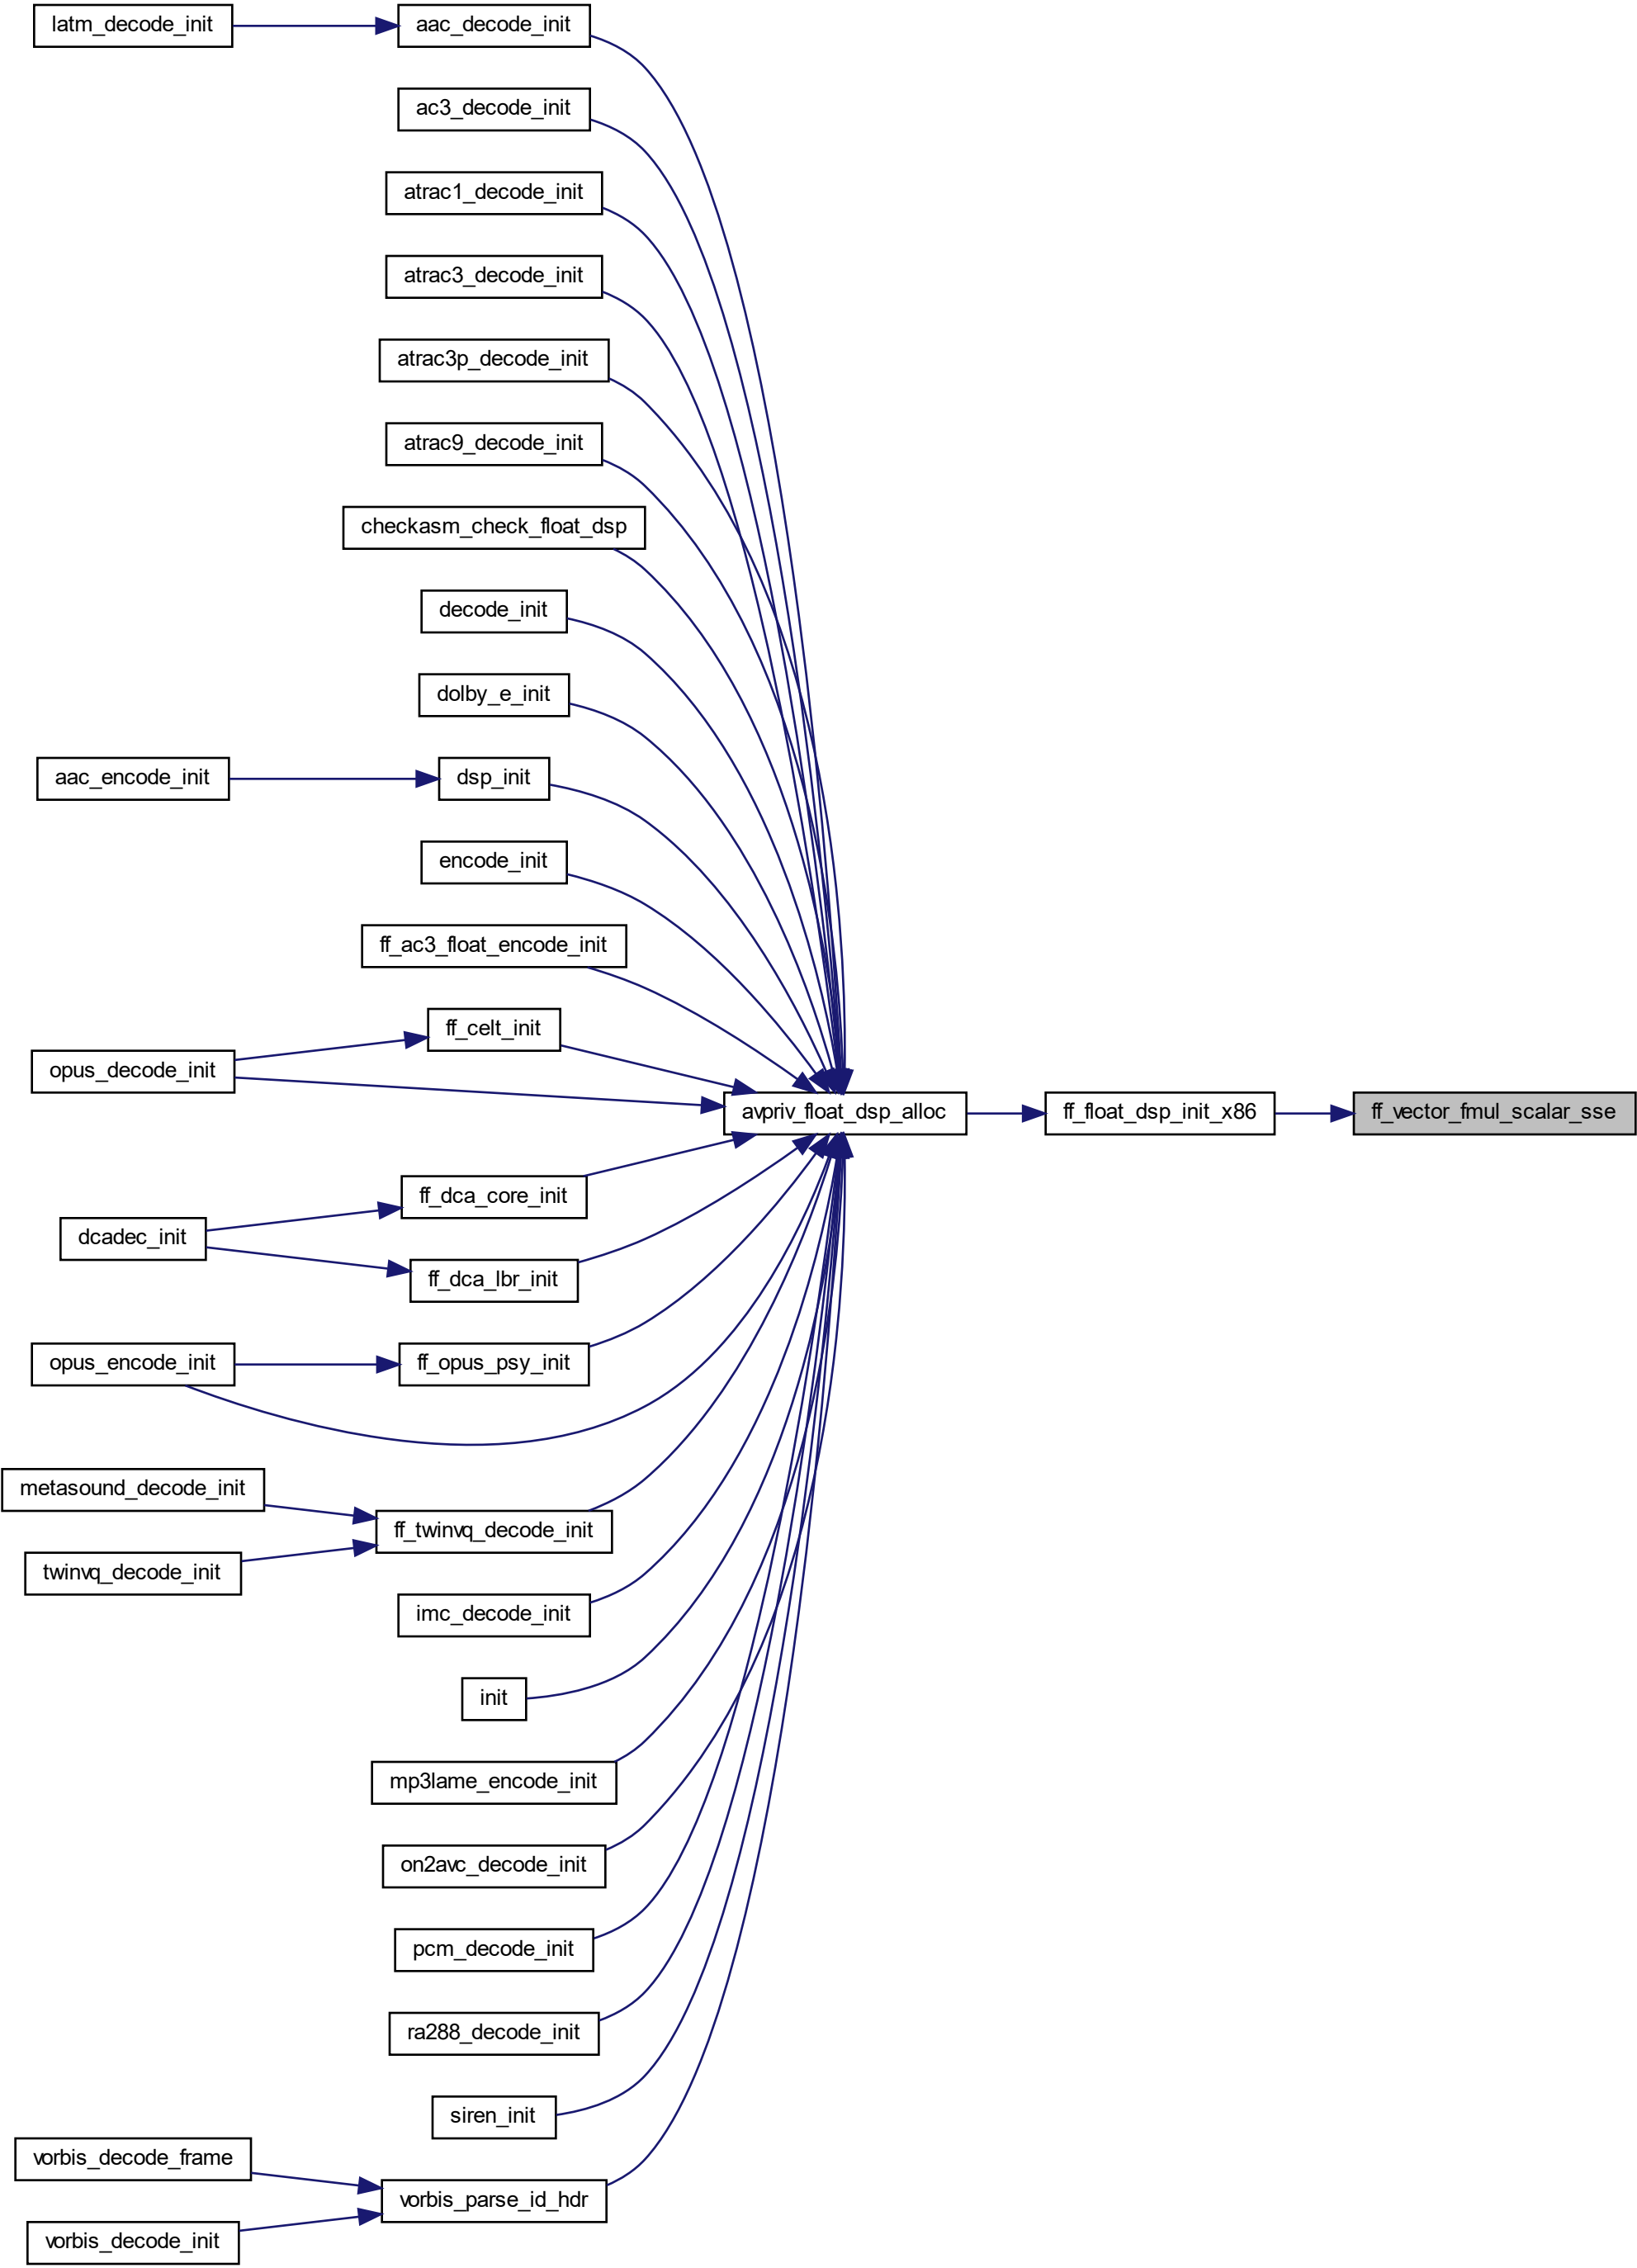 latm_decode_init
aac_decode_init
ac3_decode_init
atrac1_decode_init
atrac3_decode_init
atrac3p_decode_init
atrac9_decode_init
checkasm_check_float_dsp
decode_init
dolby_e_init
aac_encode_init
dsp_init
encode_init
ff_ac3_float_encode_init
ff_celt_init
opus_decode_init
avpriv_float_dsp_alloc
ff_float_dsp_init_x86
ff_vector_fmul_scalar_sse
ff_dca_core_init
dcadec_init
ff_dca_lbr_init
opus_encode_init
ff_opus_psy_init
metasound_decode_init
ff_twinvq_decode_init
twinvq_decode_init
imc_decode_init
init
mp3lame_encode_init
on2avc_decode_init
pcm_decode_init
ra288_decode_init
siren_init
vorbis_decode_frame
vorbis_parse_id_hdr
vorbis_decode_init